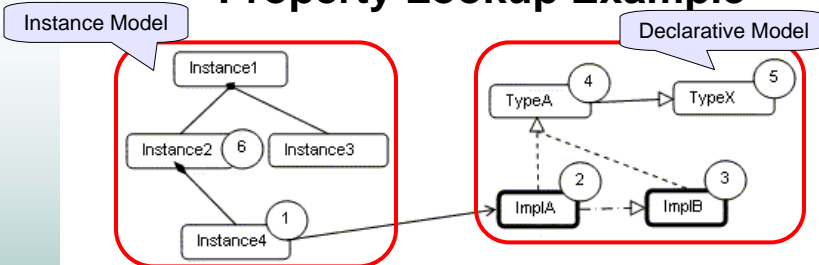 Property Lookup Example
Instance Model
Declarative Model
Instance1
Instance2
6
Instance3
1
Instance4
4
TypeA
5
TypeX
2
ImplA
3
ImplB